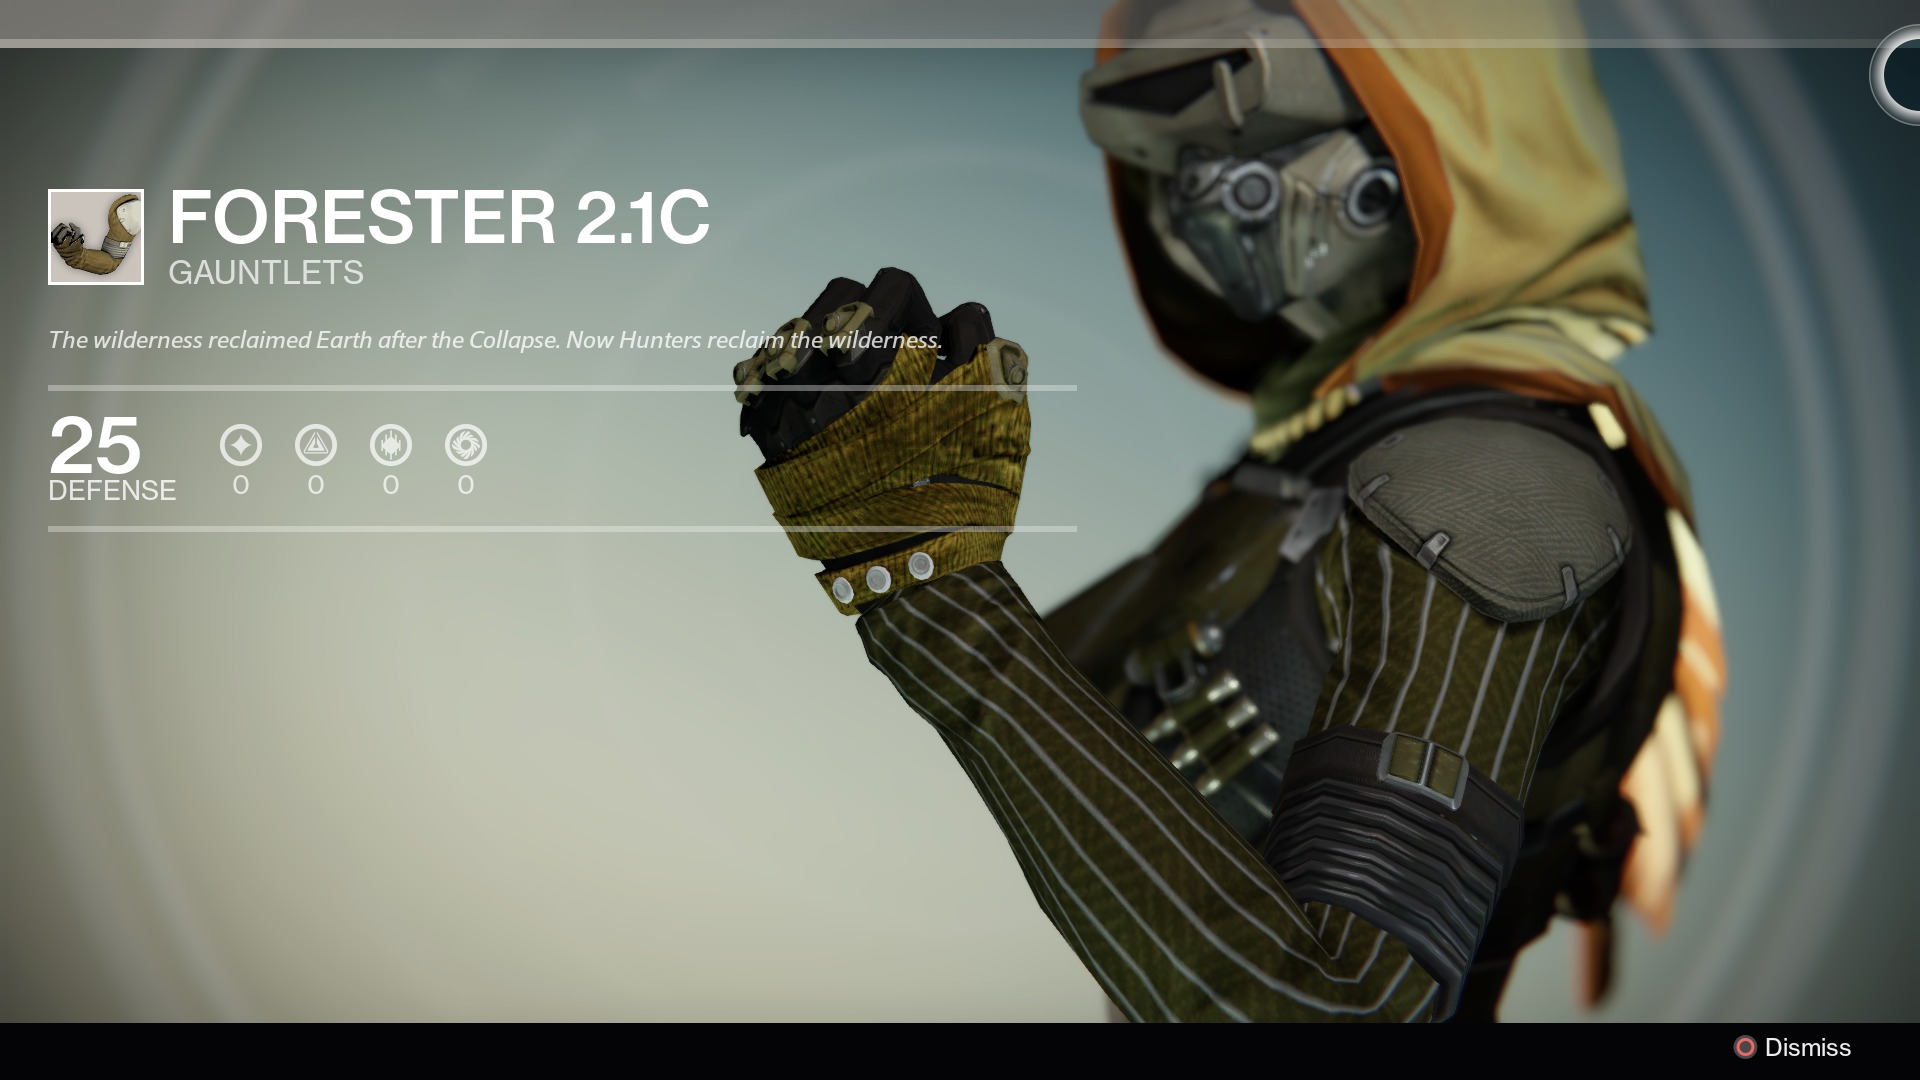 FORESTER 2.1C
GAUNTLETS
The wilderness reclaimed Earth after the Collapse. Now Hunters reclaim the wilderness.
25
DEFENSE
0 0 0 0
Dismiss